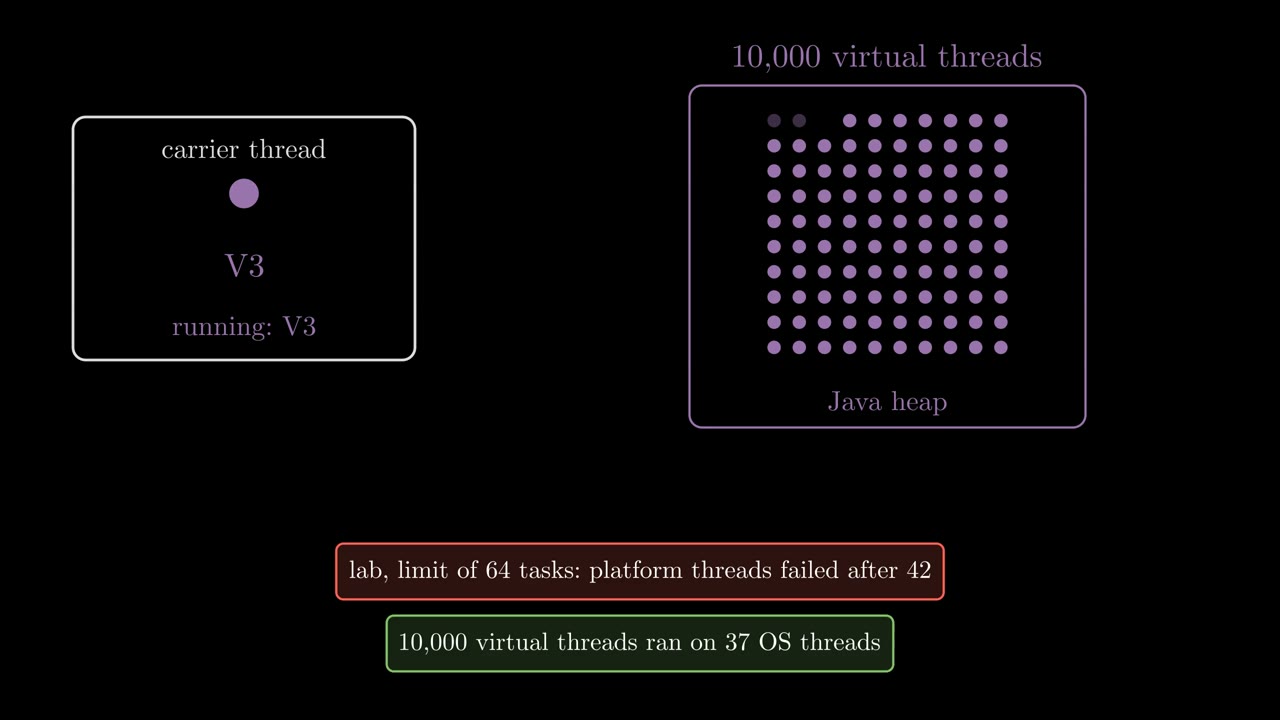 10,000 virtual threads
carrier thread
V3
running: V3
Java heap
lab, limit of 64 tasks: platform threads failed after 42
10,000 virtual threads ran on 37 OS threads